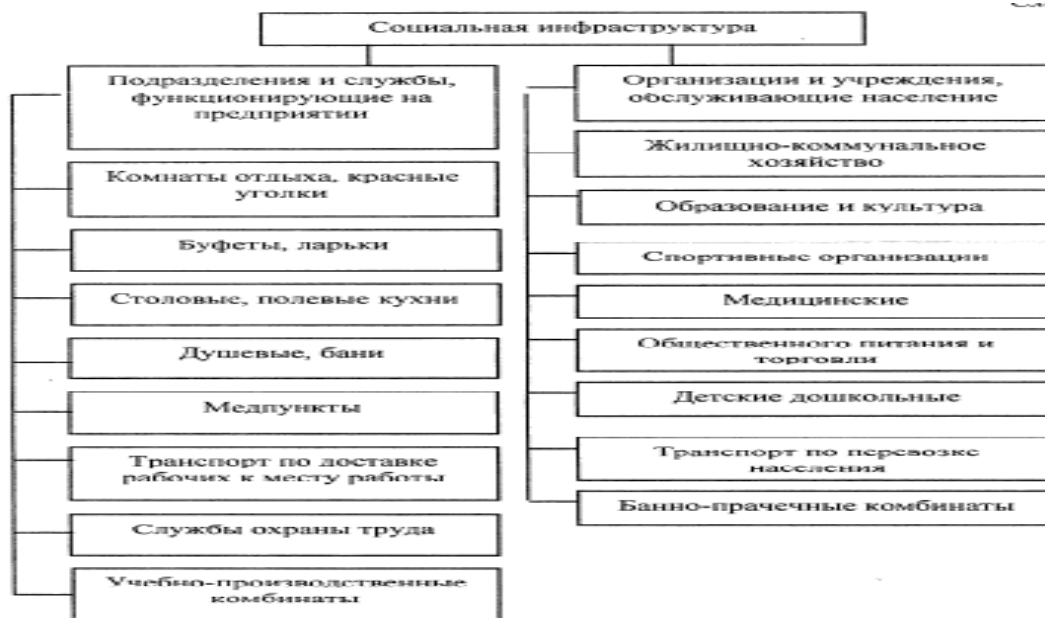 Социальная инфраструктура
Подразделения и службы,
функционирующие на
предприятии
Комнаты отдыха, красные
уголки
Буфеты, ларьки
Столовые, полевые кухни
Душевые, бани
Медпункты
Транспорт по доставке
рабочих к месту работы
Службы охраны труда
Учебно-производственные
комбинаты
Организации и учреждения,
обслуживающие население
Жилищно-коммунальное
хозяйство
Образование и культура
Спортивные организации
Медицинские
Общественного питания и
торговли
Детские дошкольные
Транспорт по перевозке
населения
Банно-прачечные комбинаты